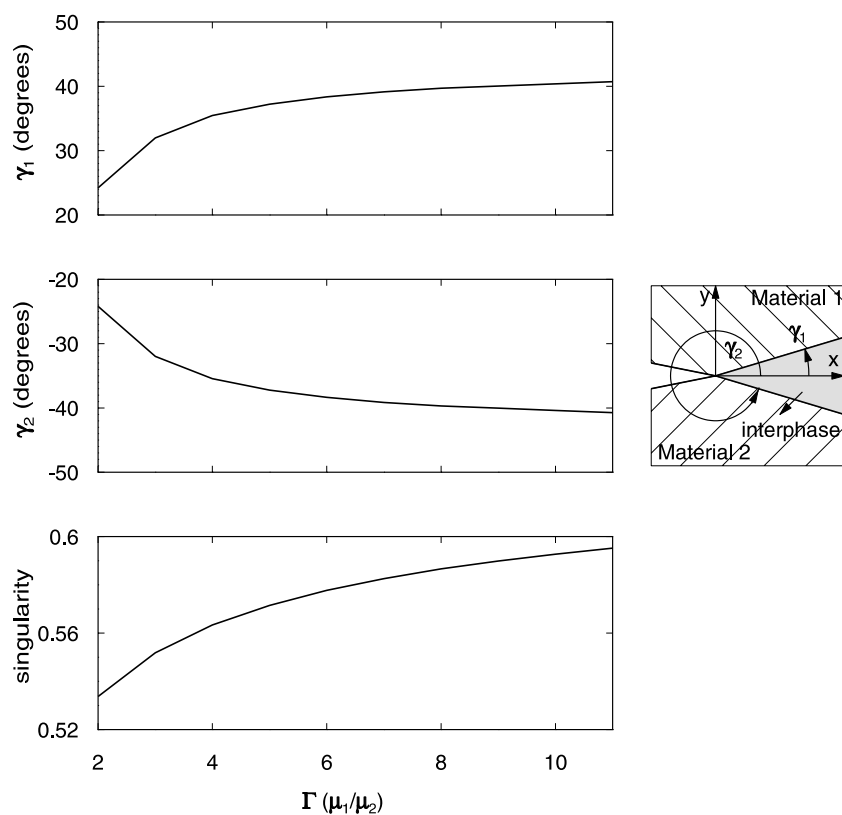 50
40
30
20
γ₁ (degrees)
-20
-30
-40
-50
γ₂ (degrees)
y
Material 1
γ₁
γ₂
x
interphase
Material 2
0.6
0.56
0.52
singularity
2 4 6 8 10
Γ (μ₁/μ₂)